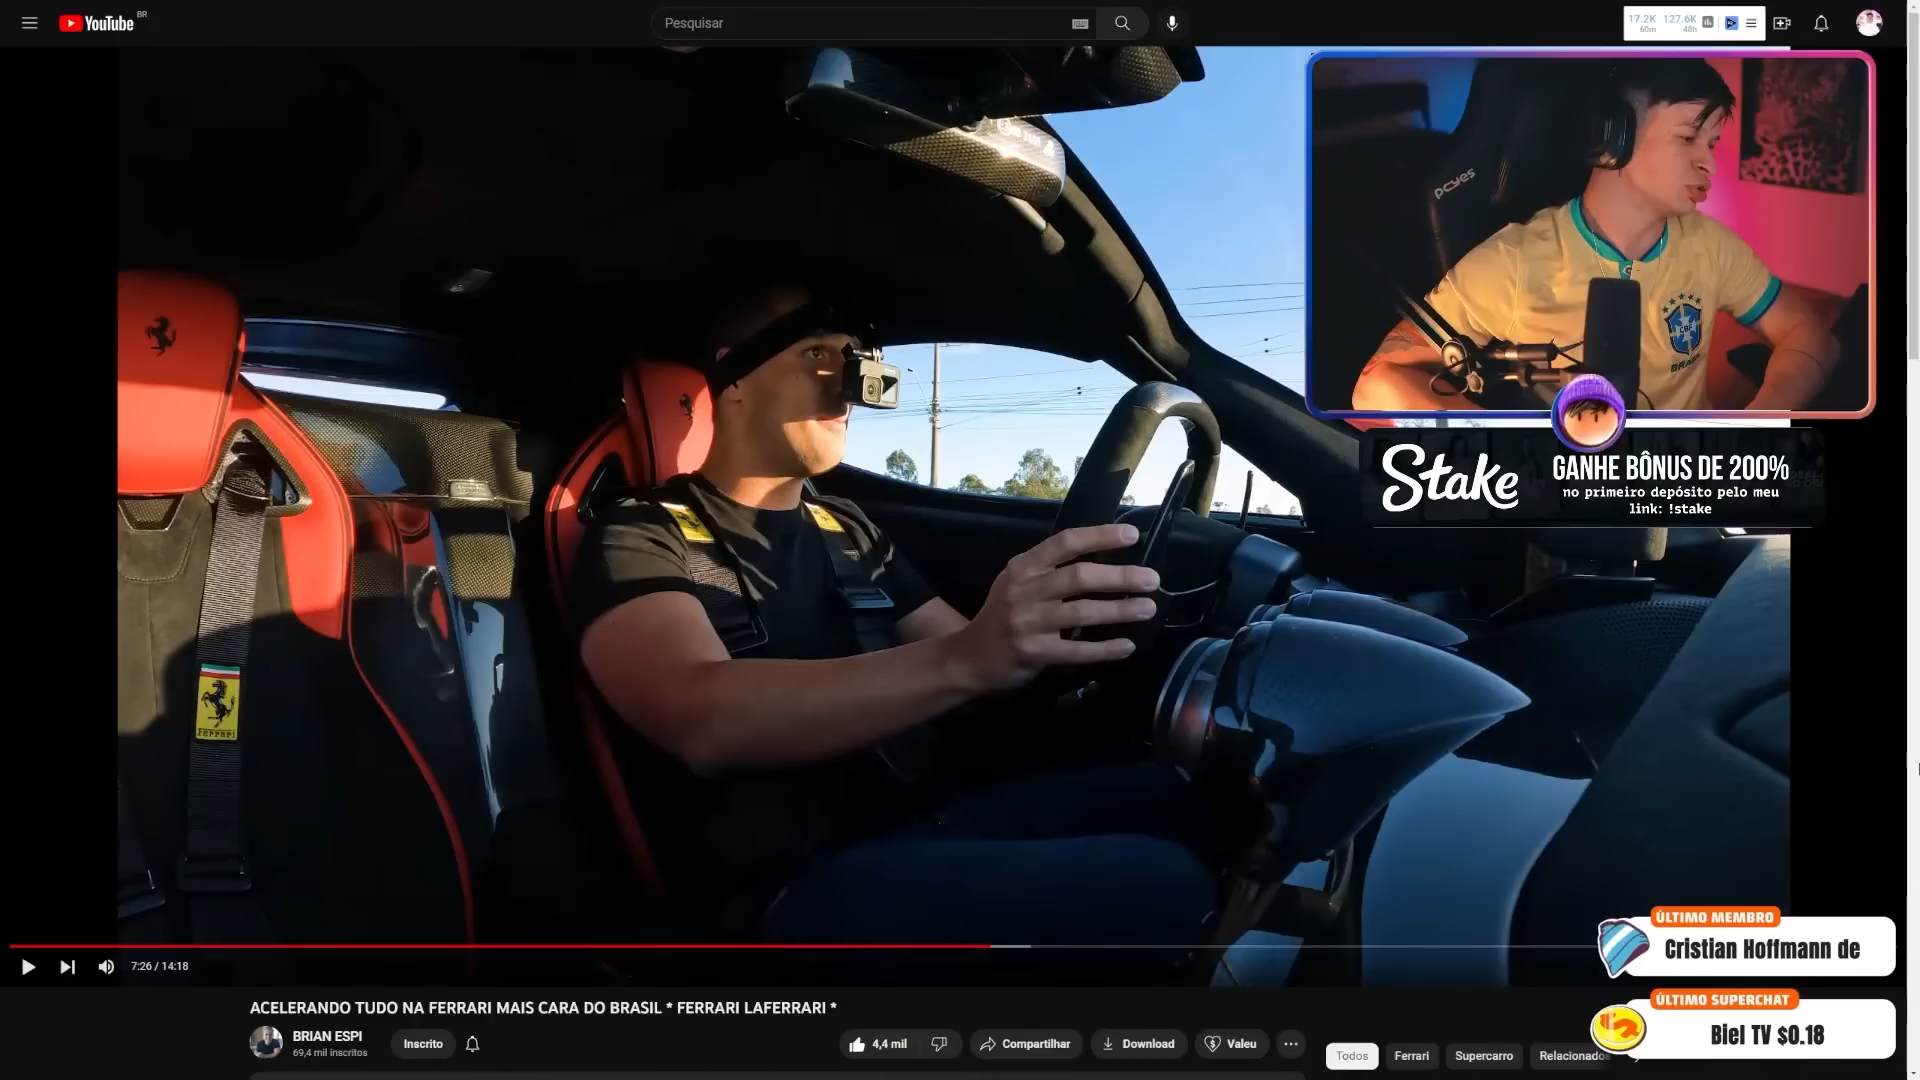 YouTube BR
Pesquisar
17.2K 127.6K
60m 48h
pcyes
CBF
BRASIL
Stake
GANHE BÔNUS DE 200%
no primeiro depósito pelo meu
link: !stake
Ferrari
7:26 / 14:18
ÚLTIMO MEMBRO
Cristian Hoffmann de
ACELERANDO TUDO NA FERRARI MAIS CARA DO BRASIL * FERRARI LAFERRARI *
ÚLTIMO SUPERCHAT
Biel TV $0.18
BRIAN ESPI
69,4 mil inscritos
Inscrito
4,4 mil
Compartilhar
Download
Valeu
Todos
Ferrari
Supercarro
Relacionados